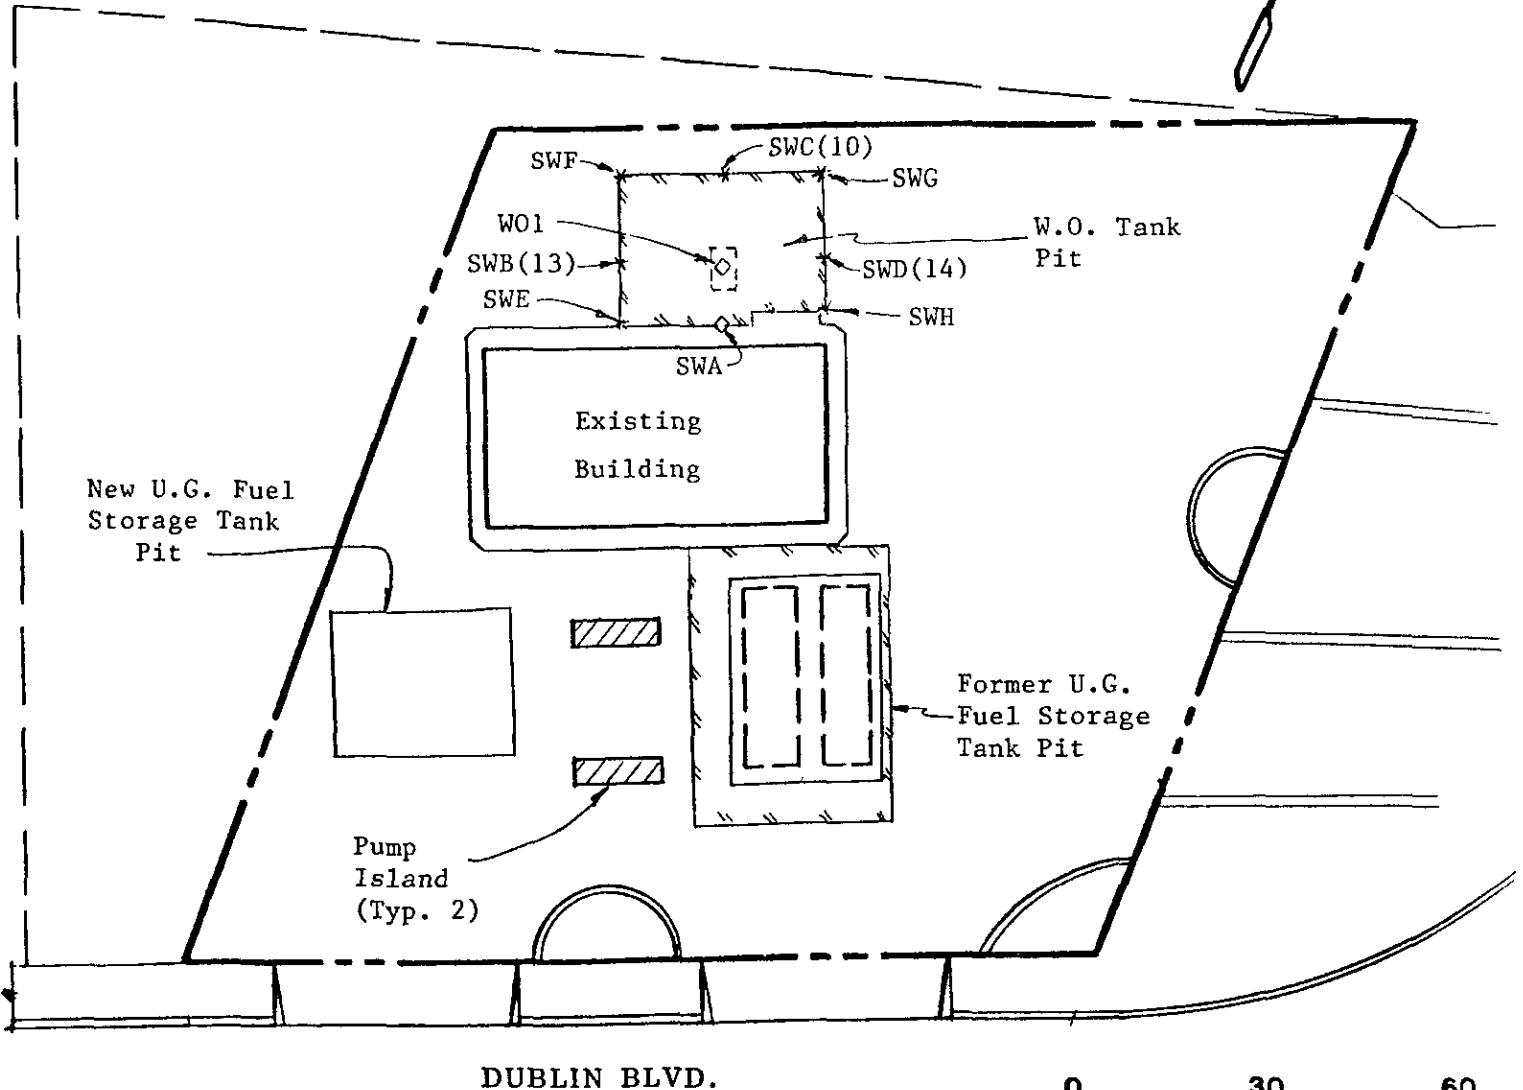 SWC(10)
SWF
SWG
WO1
W.O. Tank
Pit
SWB(13)
SWD(14)
SWE
SWH
SWA
Existing
Building
New U.G. Fuel
Storage Tank
Pit
Former U.G.
Fuel Storage
Tank Pit
Pump
Island
(Typ. 2)
DUBLIN BLVD.
0 30 60